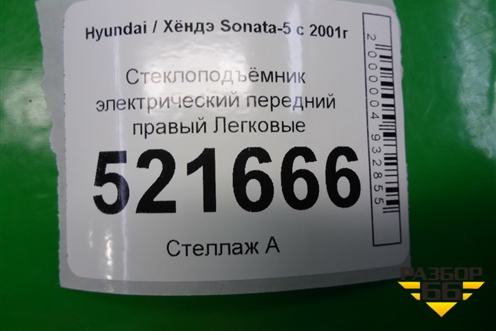 Hyundai / Хёндэ Sonata-5 с 2001г
Стеклоподъёмник
электрический передний
правый Легковые
521666
Стеллаж А
2000004932855
РАЗБОР
66